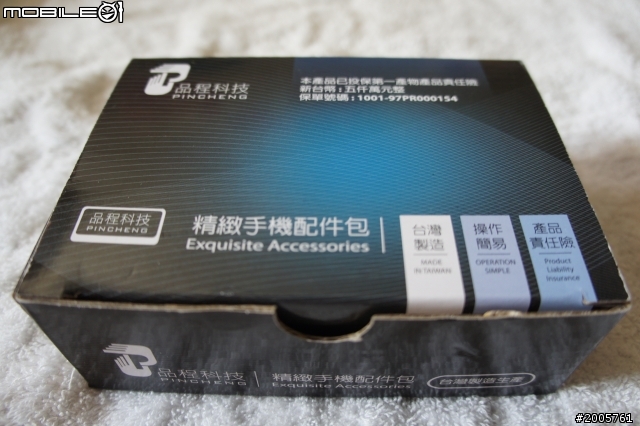 MOBILE01
品程科技
PINCHENG
本產品已投保第一產物產品責任險
新台幣：五仟萬元整
保單號碼：1001-97PR000154
品程科技
PINCHENG
精緻手機配件包
Exquisite Accessories
台灣
製造
MADE
IN TAIWAN
操作
簡易
OPERATION
SIMPLE
產品
責任險
Product
Liability
Insurance
品程科技
PINCHENG
精緻手機配件包
Exquisite Accessories
台灣製造生產
#2005761